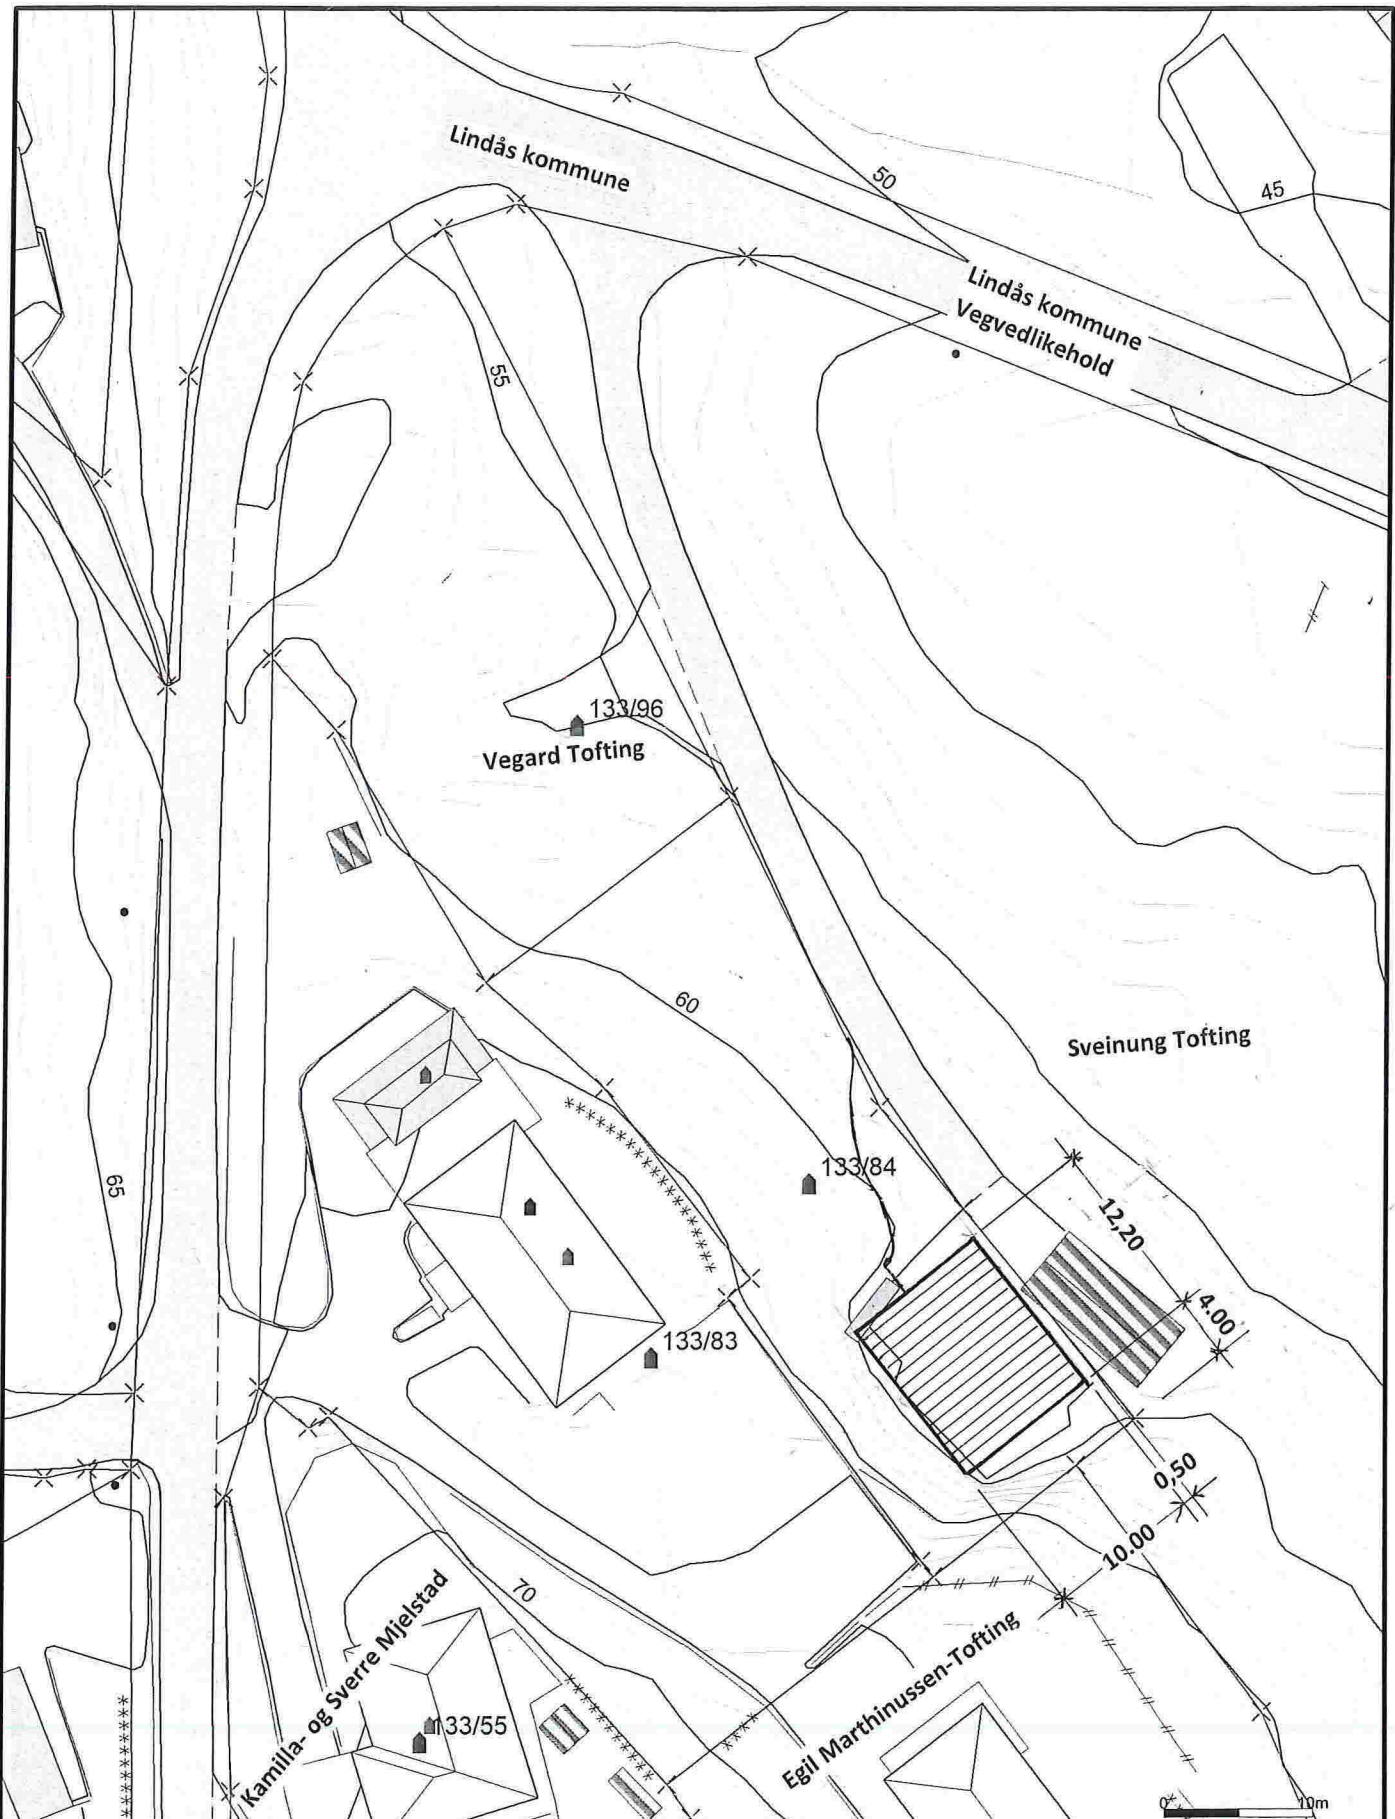 Lindås kommune
50
45
Lindås kommune
Vegvedlikehold
55
133/96
Vegard Tofting
60
Sveinung Tofting
65
133/84
12,20
4.00
133/83
0,50
10.00
70
Kamilla- og Sverre Mjelstad
Egil Marthinussen-Tofting
133/55
0 10m